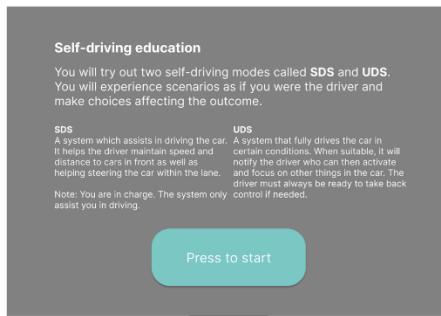 Self-driving education
You will try out two self-driving modes called SDS and UDS.
You will experience scenarios as if you were the driver and
make choices affecting the outcome.
SDS
A system which assists in driving the car.
It helps the driver maintain speed and
distance to cars in front as well as
helping steering the car within the lane.
Note: You are in charge. The system only
assist you in driving.
UDS
A system that fully drives the car in
certain conditions. When suitable, it will
notify the driver who can then activate
and focus on other things in the car. The
driver must always be ready to take back
control if needed.
Press to start